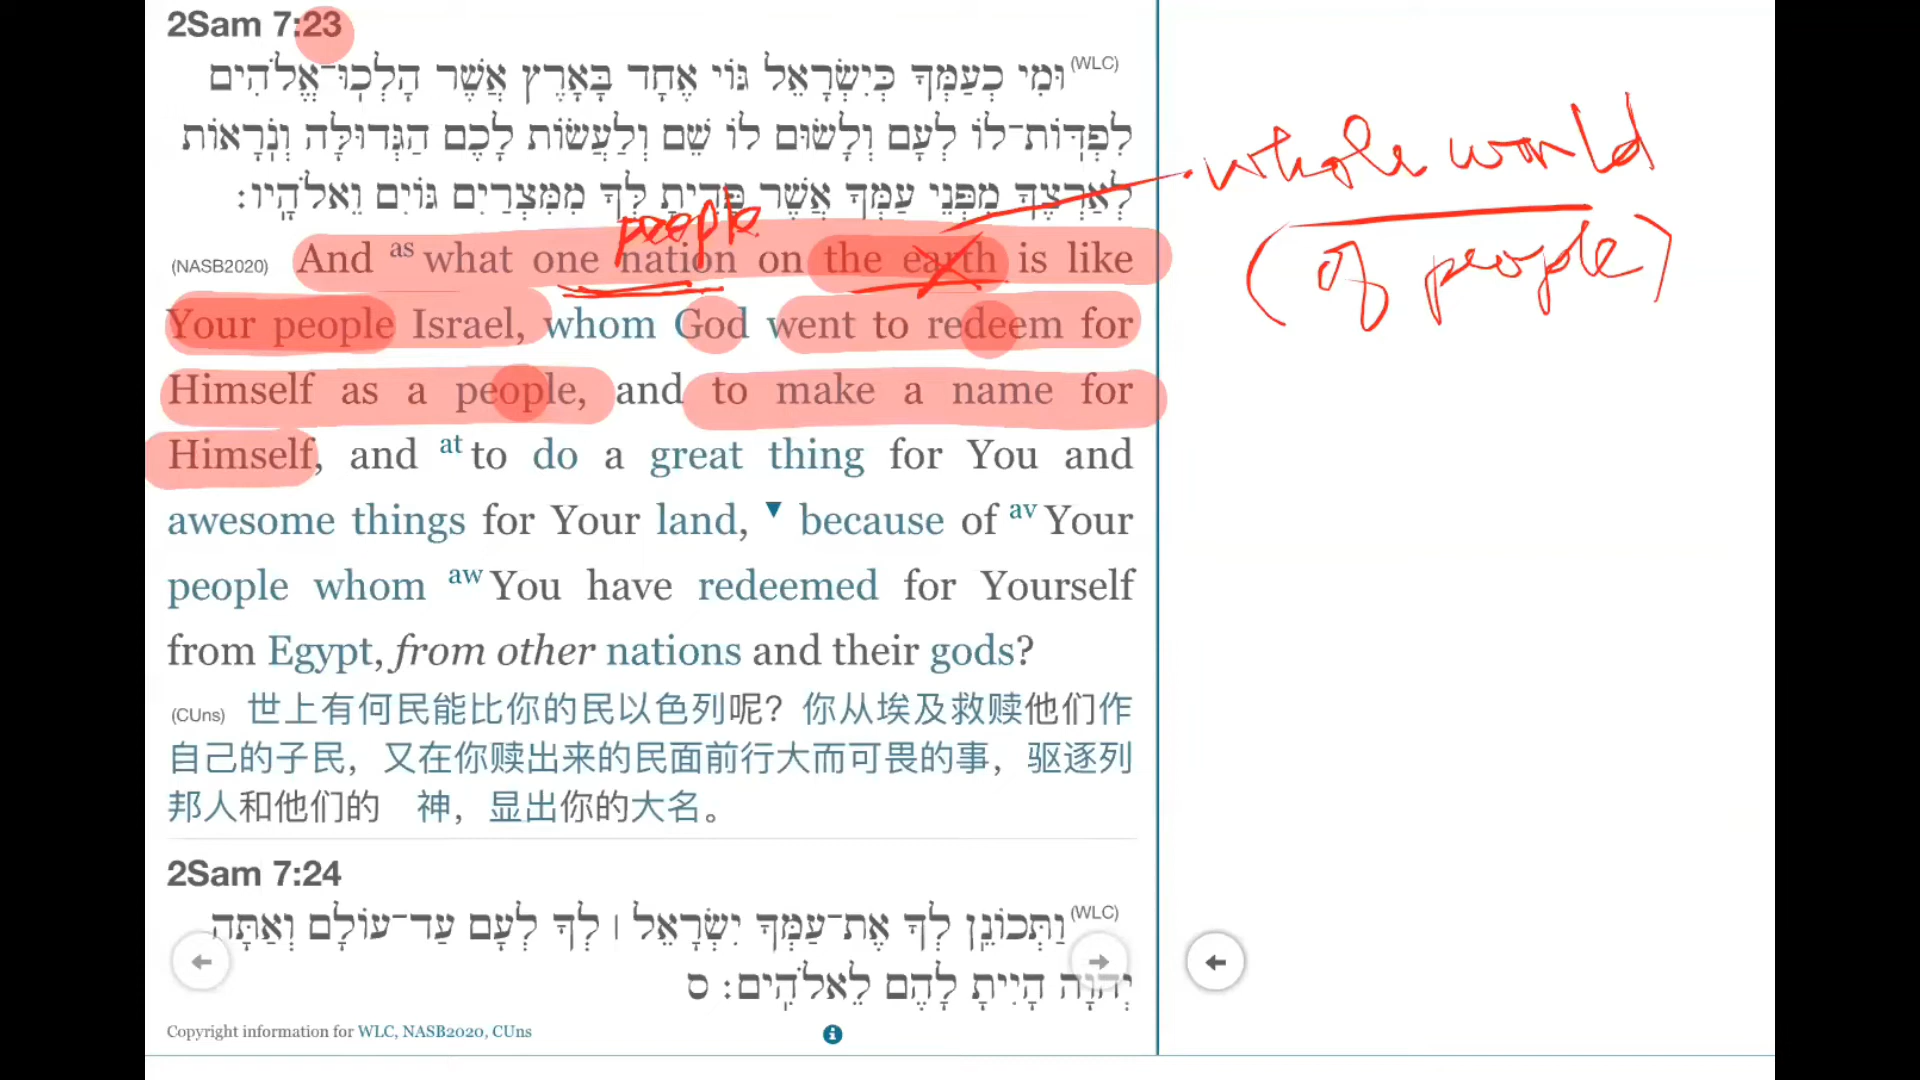 2Sam 7:23
(WLC) וּמִי כְעַמְּךָ כְּיִשְׂרָאֵל גּוֹי אֶחָד בָּאָרֶץ אֲשֶׁר הָלְכוּ־אֱלֹהִים
לִפְדּוֹת־לוֹ לְעָם וְלָשׂוּם לוֹ שֵׁם וְלַעֲשׂוֹת לָכֶם הַגְּדוּלָּה וְנֹרָאוֹת
לְאַרְצֶךָ מִפְּנֵי עַמְּךָ אֲשֶׁר פָּדִיתָ לְּךָ מִמִּצְרַיִם גּוֹיִם וֵאלֹהָיו׃
people
(NASB2020) And as what one nation on the earth is like
Your people Israel, whom God went to redeem for
Himself as a people, and to make a name for
Himself, and at to do a great thing for You and
awesome things for Your land, ▼ because of av Your
people whom aw You have redeemed for Yourself
from Egypt, from other nations and their gods?
(CUns) 世上有何民能比你的民以色列呢？你从埃及救赎他们作
自己的子民，又在你赎出来的民面前行大而可畏的事，驱逐列
邦人和他们的　神，显出你的大名。
2Sam 7:24
(WLC) וַתְּכוֹנֵן לְךָ אֶת־עַמְּךָ יִשְׂרָאֵל ׀ לְךָ לְעָם עַד־עוֹלָם וְאַתָּה
יְהוָה הָיִיתָ לָהֶם לֵאלֹהִים׃ ס
Copyright information for WLC, NASB2020, CUns
whole world
(of people)